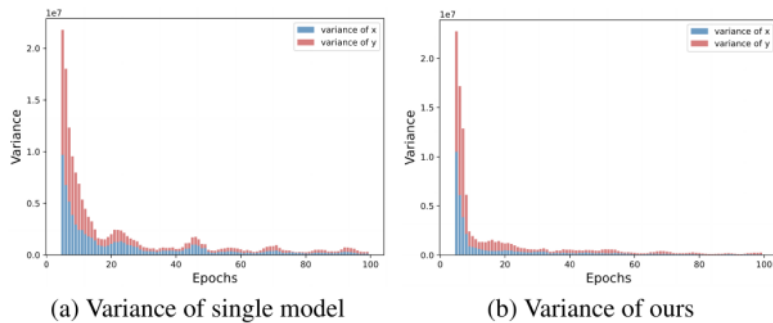 1e7
variance of x
variance of y
2.0
1.5
1.0
0.5
0.0
Variance
0 20 40 60 80 100
Epochs
(a) Variance of single model
1e7
variance of x
variance of y
2.0
1.5
1.0
0.5
0.0
Variance
0 20 40 60 80 100
Epochs
(b) Variance of ours